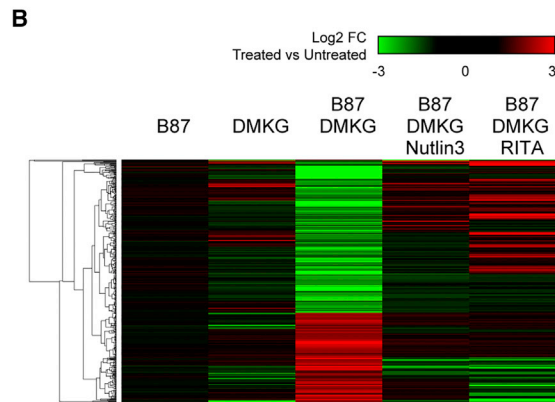 B
Log2 FC
Treated vs Untreated
-3 0 3
B87
DMKG
B87
DMKG
B87
DMKG
Nutlin3
B87
DMKG
RITA